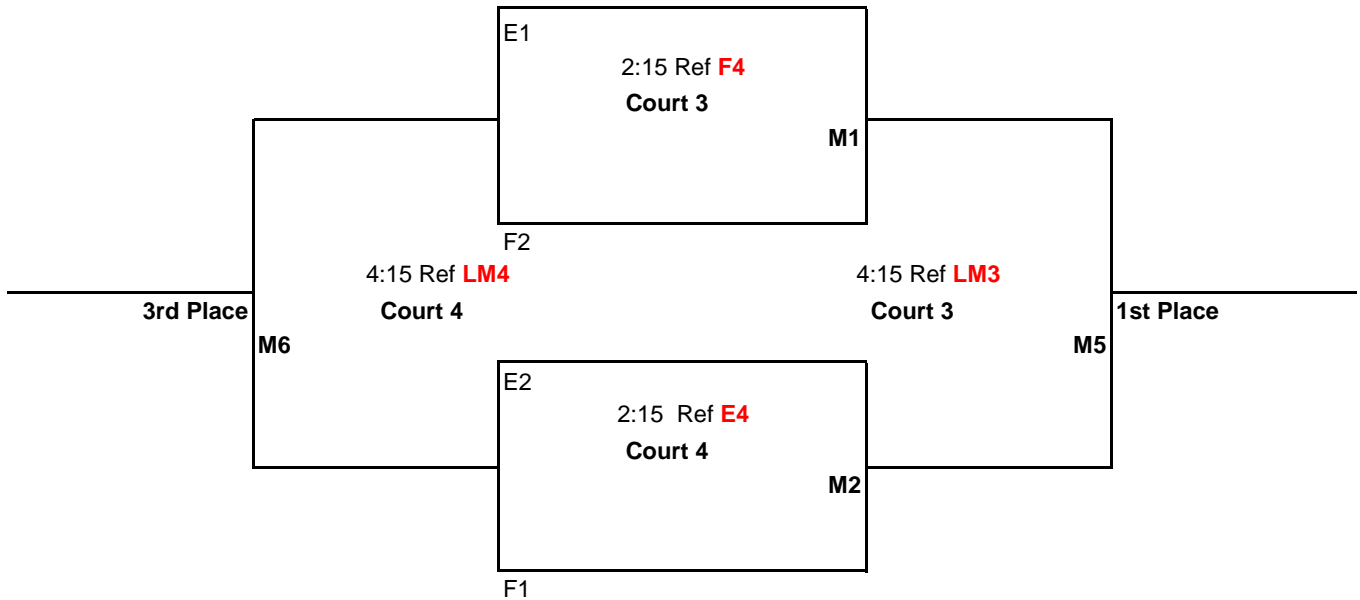 E1
2:15 Ref F4
Court 3
M1
F2
4:15 Ref LM4
4:15 Ref LM3
3rd Place
Court 4
Court 3
1st Place
M6
M5
E2
2:15 Ref E4
Court 4
M2
F1